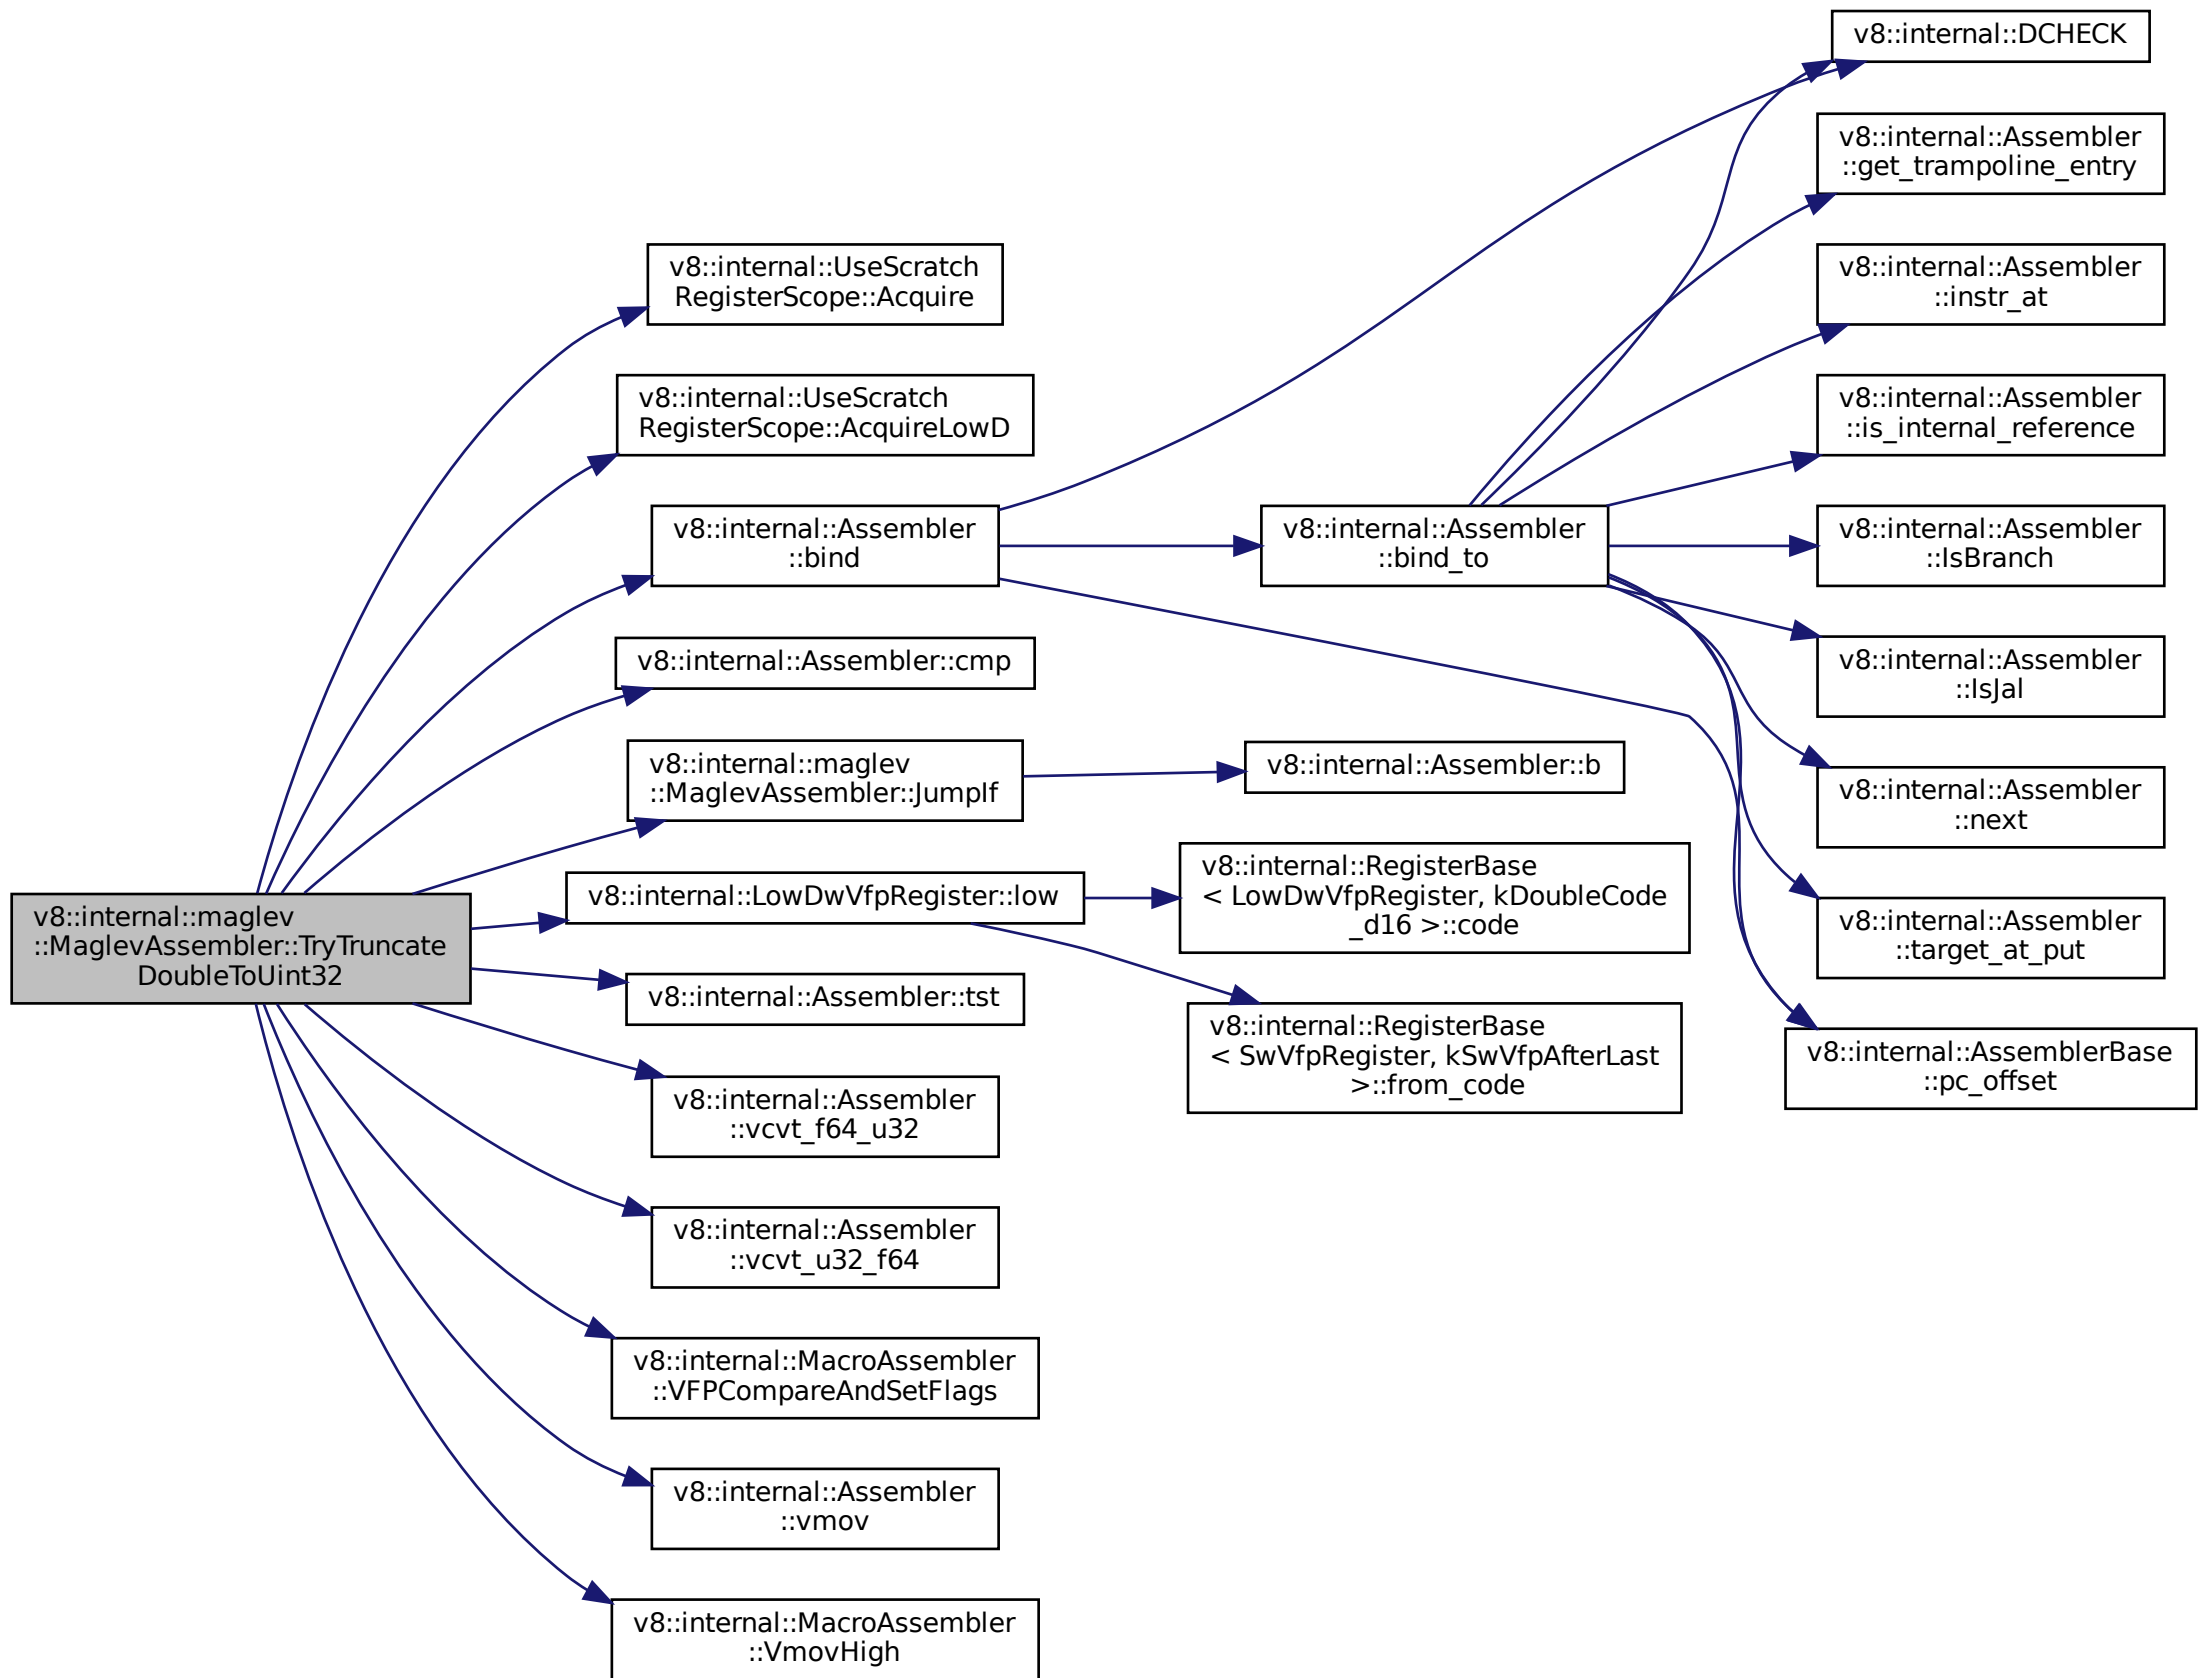 v8::internal::maglev
::MaglevAssembler::TryTruncate
DoubleToUint32
v8::internal::UseScratch
RegisterScope::Acquire
v8::internal::UseScratch
RegisterScope::AcquireLowD
v8::internal::Assembler
::bind
v8::internal::Assembler::cmp
v8::internal::maglev
::MaglevAssembler::JumpIf
v8::internal::LowDwVfpRegister::low
v8::internal::Assembler::tst
v8::internal::Assembler
::vcvt_f64_u32
v8::internal::Assembler
::vcvt_u32_f64
v8::internal::MacroAssembler
::VFPCompareAndSetFlags
v8::internal::Assembler
::vmov
v8::internal::MacroAssembler
::VmovHigh
v8::internal::Assembler
::bind_to
v8::internal::Assembler::b
v8::internal::RegisterBase
< LowDwVfpRegister, kDoubleCode
_d16 >::code
v8::internal::RegisterBase
< SwVfpRegister, kSwVfpAfterLast
>::from_code
v8::internal::DCHECK
v8::internal::Assembler
::get_trampoline_entry
v8::internal::Assembler
::instr_at
v8::internal::Assembler
::is_internal_reference
v8::internal::Assembler
::IsBranch
v8::internal::Assembler
::IsJal
v8::internal::Assembler
::next
v8::internal::Assembler
::target_at_put
v8::internal::AssemblerBase
::pc_offset